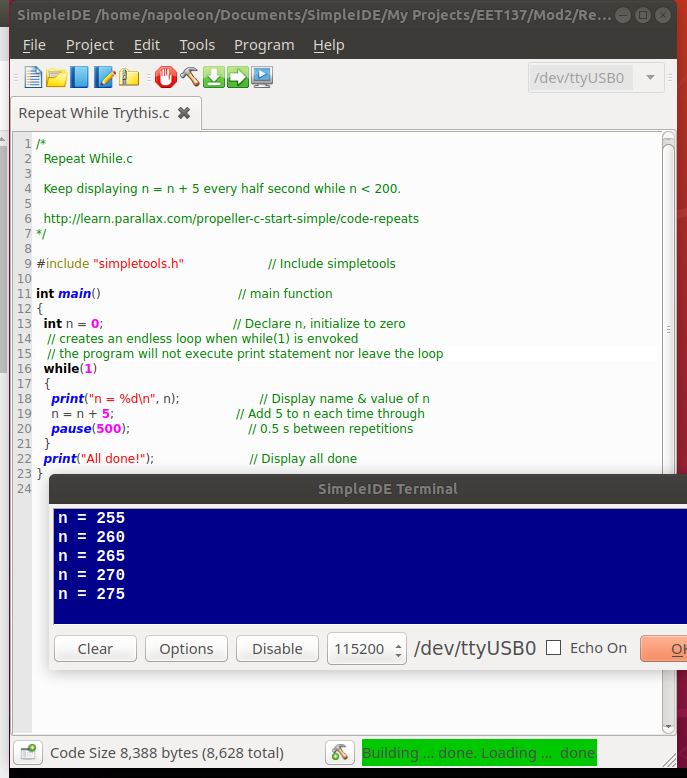 SimpleIDE /home/napoleon/Documents/SimpleIDE/My Projects/EET137/Mod2/Re...
File Project Edit Tools Program Help
/dev/ttyUSB0
Repeat While Trythis.c
1 /*
2 Repeat While.c
3
4 Keep displaying n = n + 5 every half second while n < 200.
5
6 http://learn.parallax.com/propeller-c-start-simple/code-repeats
7 */
8
9 #include "simpletools.h" // Include simpletools
10
11 int main() // main function
12 {
13 int n = 0; // Declare n, initialize to zero
14 // creates an endless loop when while(1) is envoked
15 // the program will not execute print statement nor leave the loop
16 while(1)
17 {
18 print("n = %d\n", n); // Display name & value of n
19 n = n + 5; // Add 5 to n each time through
20 pause(500); // 0.5 s between repetitions
21 }
22 print("All done!"); // Display all done
23 }
24
SimpleIDE Terminal
n = 255
n = 260
n = 265
n = 270
n = 275
Clear Options Disable 115200 /dev/ttyUSB0 Echo On OK
Code Size 8,388 bytes (8,628 total) Building ... done. Loading ... done